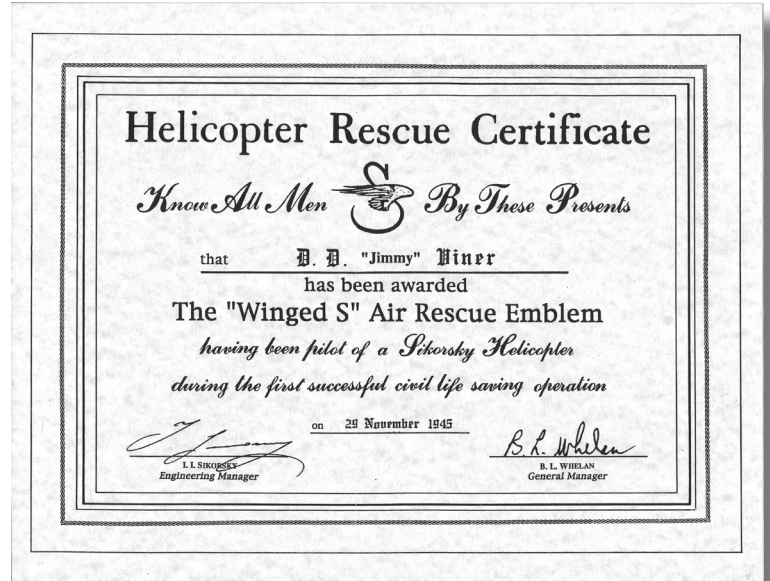 Helicopter Rescue Certificate
Know All Men S By These Presents
that D. D. "Jimmy" Viner
has been awarded
The "Winged S" Air Rescue Emblem
having been pilot of a Sikorsky Helicopter
during the first successful civil life saving operation
on 29 November 1945
B. L. Whelan
I. I. SIKORSKY
Engineering Manager
B. L. WHELAN
General Manager